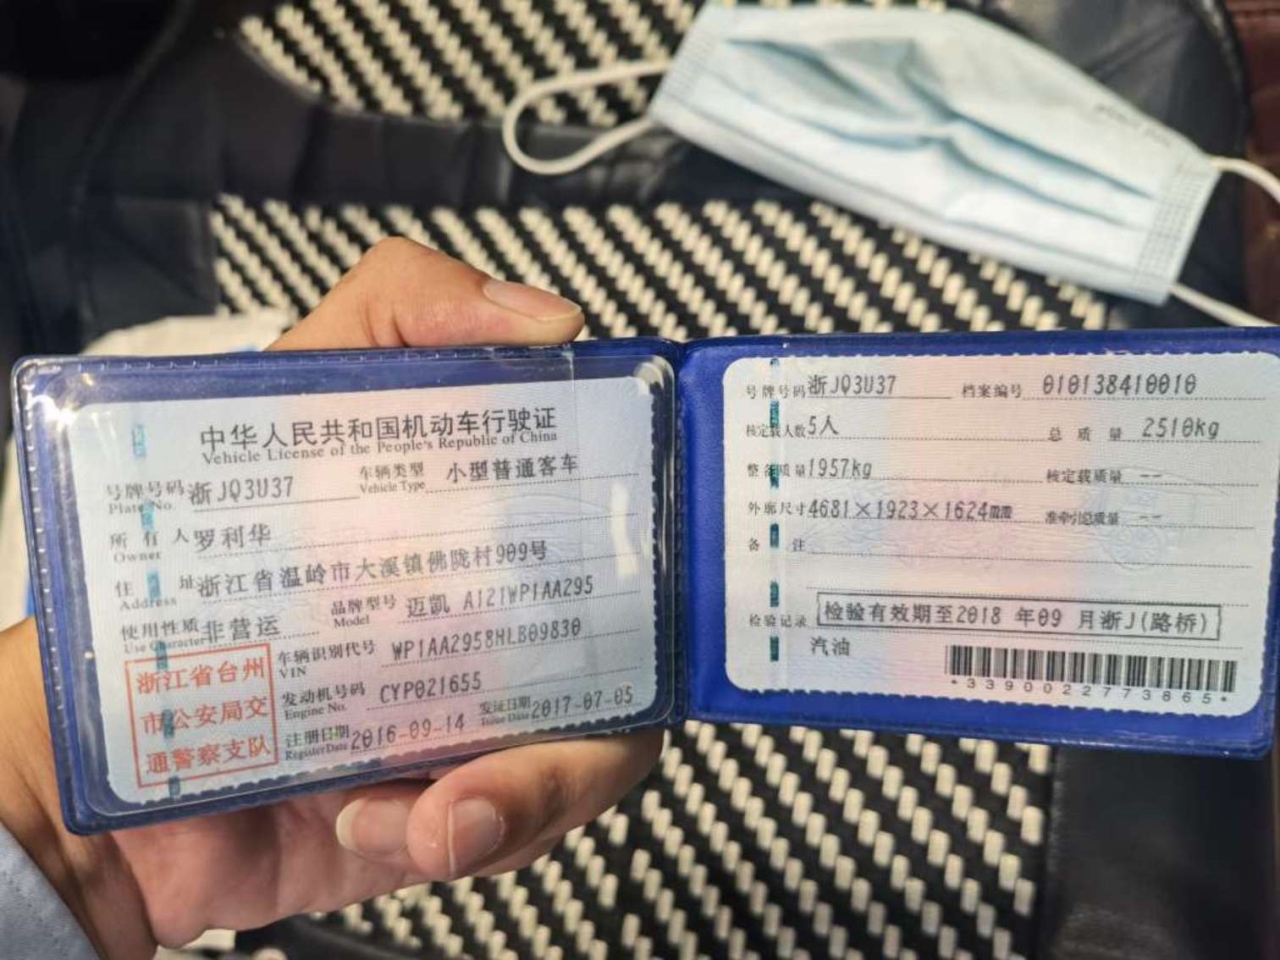 中华人民共和国机动车行驶证
Vehicle License of the People's Republic of China
号牌号码 浙JQ3U37 车辆类型 小型普通客车
Plate No. Vehicle Type
所有人 罗利华
Owner
住址 浙江省温岭市大溪镇佛陇村909号
Address
使用性质 非营运 品牌型号 迈凯 A121WP1AA295
Use Character Model
浙江省台州
市公安局交
通警察支队
车辆识别代号 WP1AA2958HLB09830
VIN
发动机号码 CYP021655
Engine No.
注册日期 2016-09-14 发证日期 2017-07-05
Register Date Issue Date
号牌号码 浙JQ3U37 档案编号 010138410010
核定载人数 5人 总质量 2510kg
整备质量 1957kg 核定载质量 --
外廓尺寸 4681×1923×1624mm 准牵引总质量 --
备注
检验记录 检验有效期至2018 年09 月浙J(路桥)
汽油
*3390022773865*